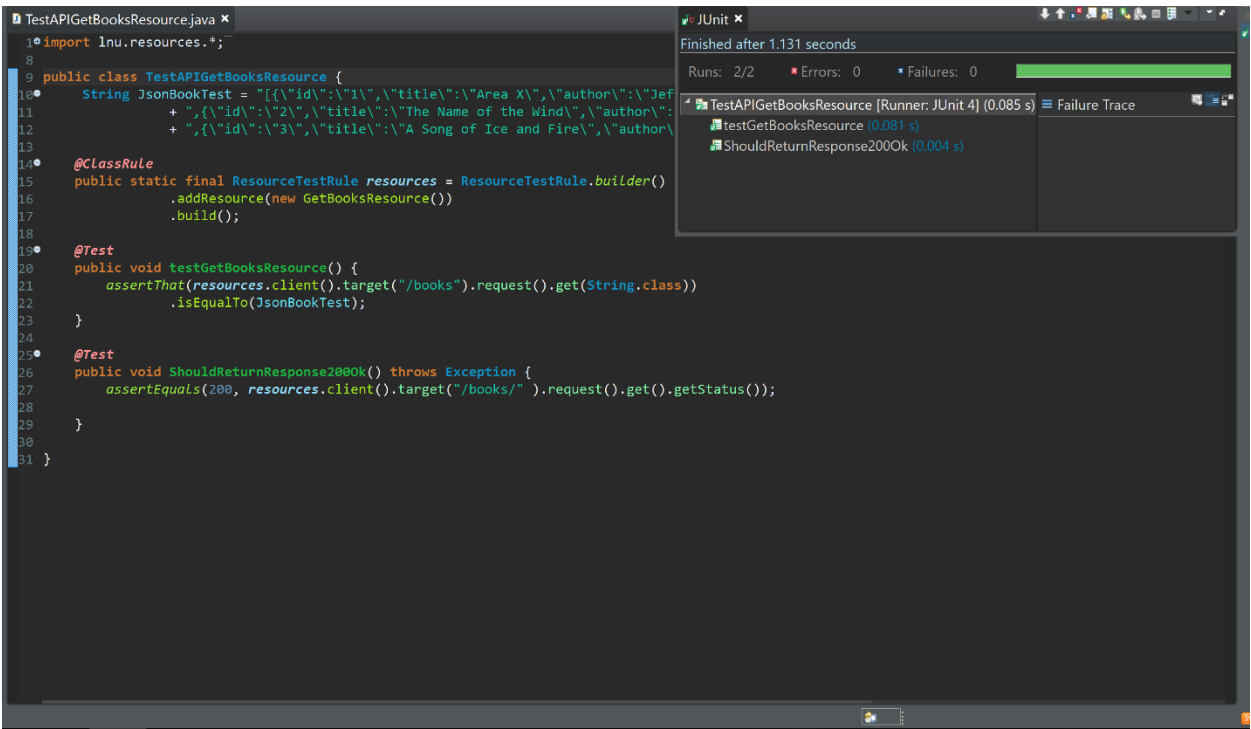 TestAPIGetBooksResource.java
1 import lnu.resources.*;
8
9 public class TestAPIGetBooksResource {
10 String JsonBookTest = "[{\"id\":\"1\",\"title\":\"Area X\",\"author\":\"Jef
11 + ",{\"id\":\"2\",\"title\":\"The Name of the Wind\",\"author\":
12 + ",{\"id\":\"3\",\"title\":\"A Song of Ice and Fire\",\"author\
13
14 @ClassRule
15 public static final ResourceTestRule resources = ResourceTestRule.builder()
16 .addResource(new GetBooksResource())
17 .build();
18
19 @Test
20 public void testGetBooksResource() {
21 assertThat(resources.client().target("/books").request().get(String.class))
22 .isEqualTo(JsonBookTest);
23 }
24
25 @Test
26 public void ShouldReturnResponse200Ok() throws Exception {
27 assertEquals(200, resources.client().target("/books/" ).request().get().getStatus());
28
29 }
30
31 }
JUnit
Finished after 1.131 seconds
Runs: 2/2 Errors: 0 Failures: 0
TestAPIGetBooksResource [Runner: JUnit 4] (0.085 s)
testGetBooksResource (0.081 s)
ShouldReturnResponse200Ok (0.004 s)
Failure Trace